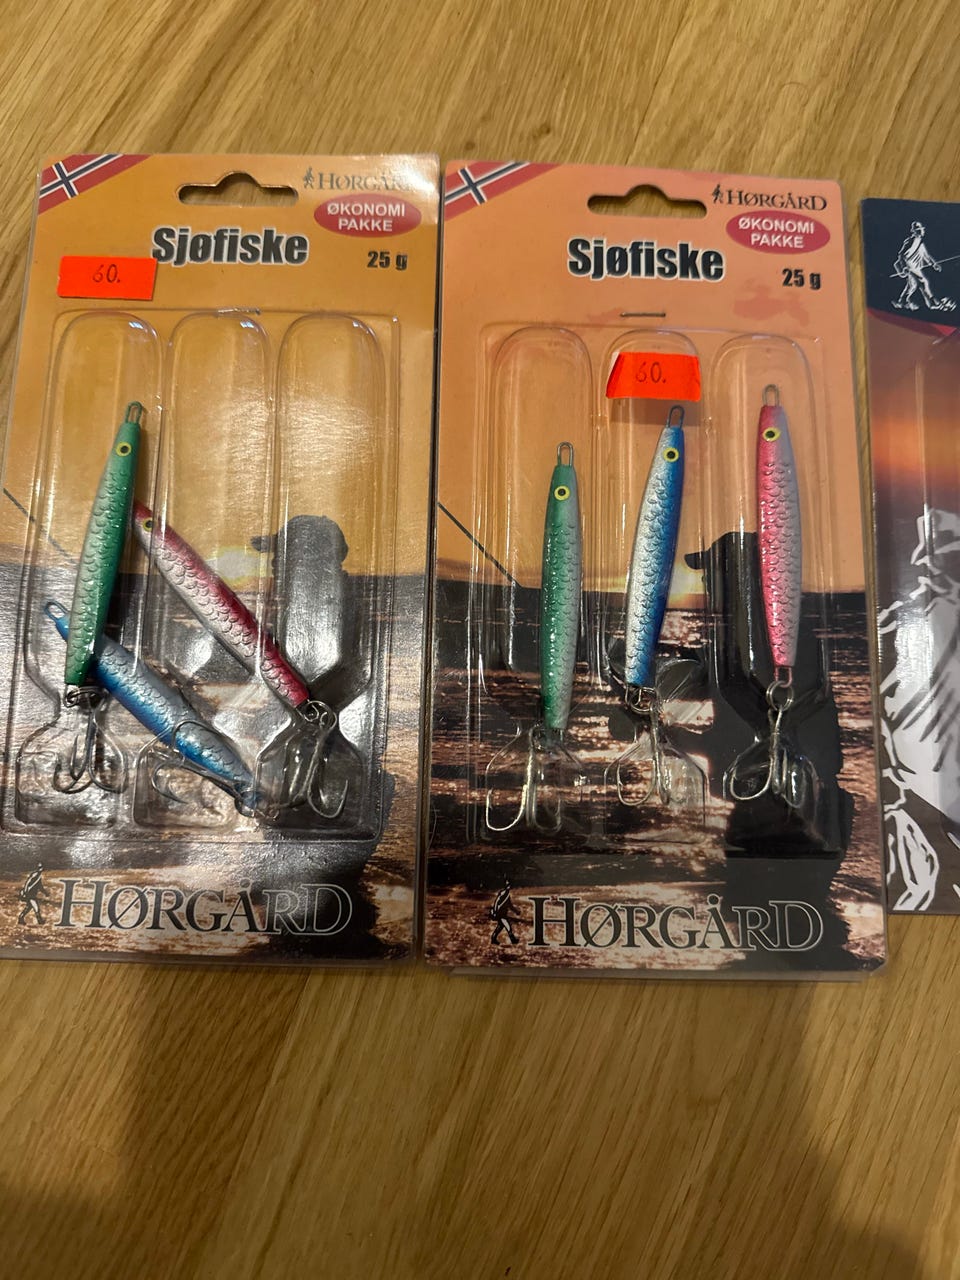 HØRGÅRD
ØKONOMI
PAKKE
Sjøfiske
25 g
60.
HØRGÅRD
HØRGÅRD
ØKONOMI
PAKKE
Sjøfiske
25 g
60.
HØRGÅRD